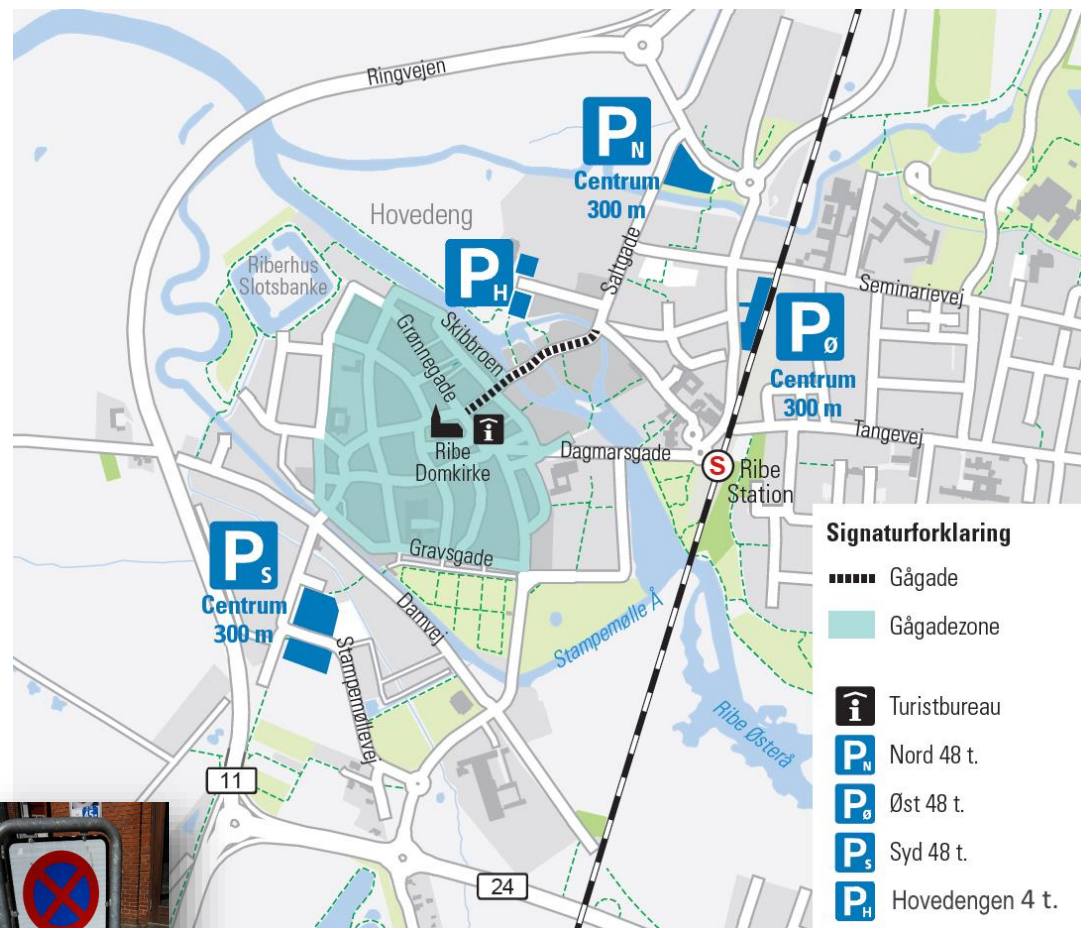 Ringvejen
P N
Centrum
300 m
Hovedeng
Saltgade
Riberhus
Slotsbanke
P H
Seminarievej
Skibbroen
Grønnegade
P Ø
Centrum
300 m
Ribe
Domkirke
Dagmarsgade
Tangevej
S
Ribe
Station
Gravsgade
P S
Centrum
300 m
Damvej
Stampemølle Å
Stampemøllevej
Ribe Østerå
11
24
Signaturforklaring
Gågade
Gågadezone
Turistbureau
P N Nord 48 t.
P Ø Øst 48 t.
P S Syd 48 t.
P H Hovedengen 4 t.